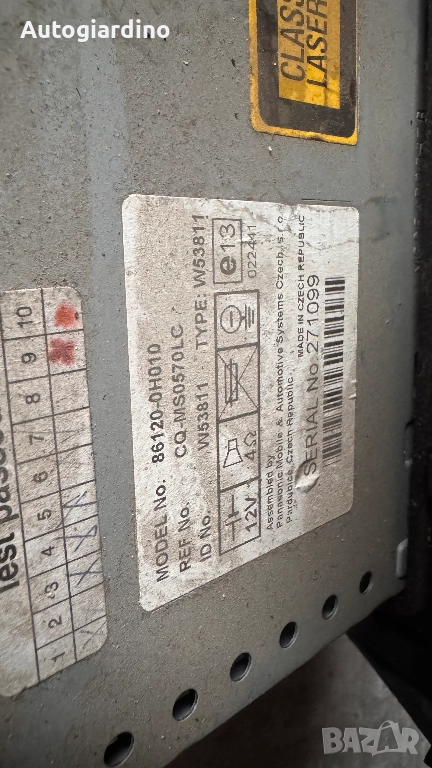 Autogiardino
CLASS
LASER
MODEL No. 86120-0H010
REF No. CQ-MS0570LC
ID No. W53811 TYPE: W53811
12V
4Ω
e13
022441
Assembled by
Panasonic Mobile & Automotive Systems Czech, s.r.o.
Pardubice, Czech Republic.
MADE IN CZECH REPUBLIC
SERIAL No. 271099
Test passed
1 2 3 4 5 6 7 8 9 10
BAZAR